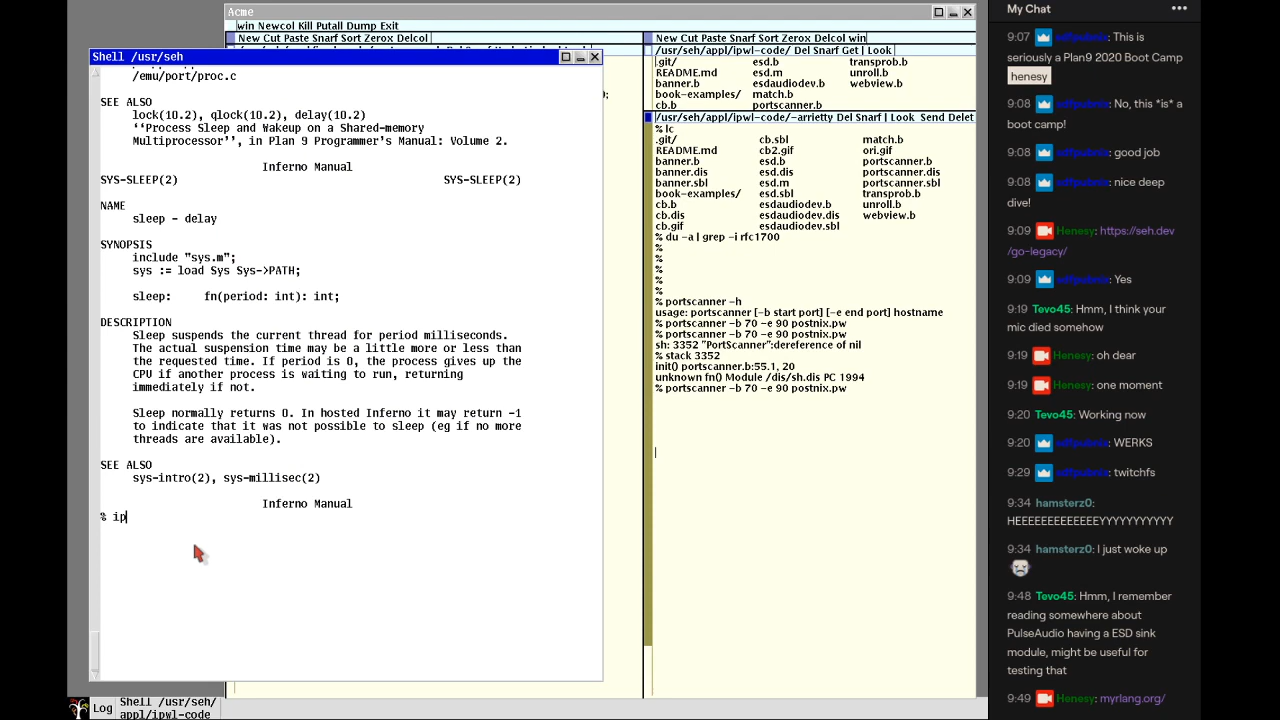 Acme
win Newcol Kill Putall Dump Exit
New Cut Paste Snarf Sort Zerox Delcol
Shell /usr/seh
/emu/port/proc.c
SEE ALSO
lock(10.2), qlock(10.2), delay(10.2)
‘‘Process Sleep and Wakeup on a Shared-memory
Multiprocessor’’, in Plan 9 Programmer's Manual: Volume 2.
Inferno Manual
SYS-SLEEP(2) SYS-SLEEP(2)
NAME
sleep - delay
SYNOPSIS
include "sys.m";
sys := load Sys Sys->PATH;
sleep: fn(period: int): int;
DESCRIPTION
Sleep suspends the current thread for period milliseconds.
The actual suspension time may be a little more or less than
the requested time. If period is 0, the process gives up the
CPU if another process is waiting to run, returning
immediately if not.
Sleep normally returns 0. In hosted Inferno it may return -1
to indicate that it was not possible to sleep (eg if no more
threads are available).
SEE ALSO
sys-intro(2), sys-millisec(2)
Inferno Manual
% ip
Log
Shell /usr/seh/
appl/ipwl-code
New Cut Paste Snarf Sort Zerox Delcol win
/usr/seh/appl/ipwl-code/ Del Snarf Get | Look
.git/ esd.b transprob.b
README.md esd.m unroll.b
banner.b esdaudiodev.b webview.b
book-examples/ match.b
cb.b portscanner.b
/usr/seh/appl/ipwl-code/-arrietty Del Snarf | Look Send Delet
% lc
.git/ cb.sbl match.b
README.md cb2.gif ori.gif
banner.b esd.b portscanner.b
banner.dis esd.dis portscanner.dis
banner.sbl esd.m portscanner.sbl
book-examples/ esd.sbl transprob.b
cb.b esdaudiodev.b unroll.b
cb.dis esdaudiodev.dis webview.b
cb.gif esdaudiodev.sbl
% du -a | grep -i rfc1700
%
%
%
%
%
% portscanner -h
usage: portscanner [-b start port] [-e end port] hostname
% portscanner -b 70 -e 90 postnix.pw
% portscanner -b 70 -e 90 postnix.pw
sh: 3352 "PortScanner":dereference of nil
% stack 3352
init() portscanner.b:55.1, 20
unknown fn() Module /dis/sh.dis PC 1994
% portscanner -b 70 -e 90 postnix.pw
My Chat
9:07 sdfpubnix: This is
seriously a Plan9 2020 Boot Camp
henesy
9:08 sdfpubnix: No, this *is* a
boot camp!
9:08 sdfpubnix: good job
9:08 sdfpubnix: nice deep
dive!
9:09 Henesy: https://seh.dev
/go-legacy/
9:09 sdfpubnix: Yes
9:19 Tevo45: Hmm, I think your
mic died somehow
9:19 Henesy: oh dear
9:19 Henesy: one moment
9:20 Tevo45: Working now
9:20 sdfpubnix: WERKS
9:29 sdfpubnix: twitchfs
9:34 hamsterz0:
HEEEEEEEEEEEEYYYYYYYYYYY
9:34 hamsterz0: I just woke up
9:48 Tevo45: Hmm, I remember
reading somewhere about
PulseAudio having a ESD sink
module, might be useful for
testing that
9:49 Henesy: myrlang.org/